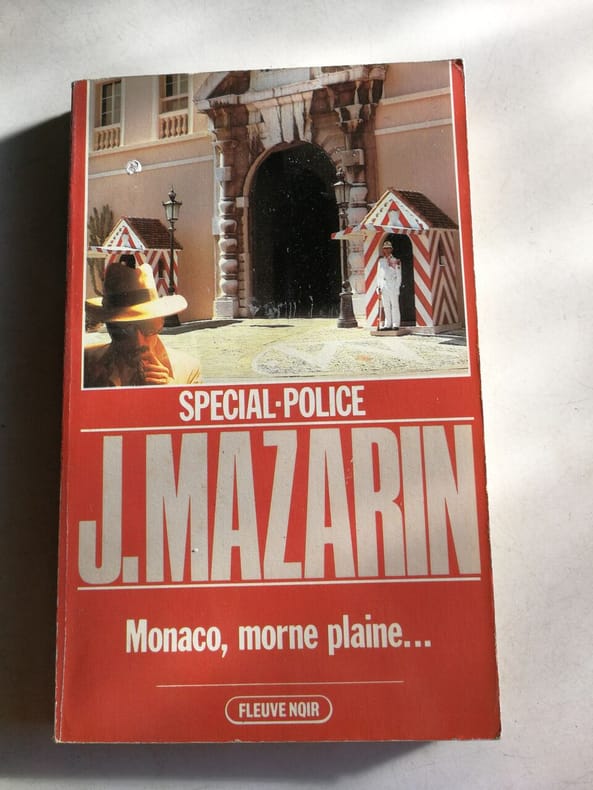 SPECIAL-POLICE
J.MAZARIN
Monaco, morne plaine...
FLEUVE NOIR